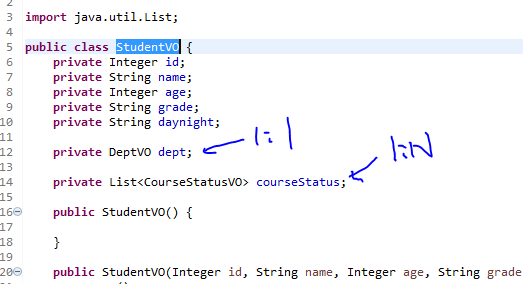 2
3 import java.util.List;
4
5 public class StudentVO {
6 private Integer id;
7 private String name;
8 private Integer age;
9 private String grade;
10 private String daynight;
11
12 private DeptVO dept; 1:1
13
14 private List<CourseStatusVO> courseStatus; 1:N
15
16 public StudentVO() {
17
18 }
19
20 public StudentVO(Integer id, String name, Integer age, String grade